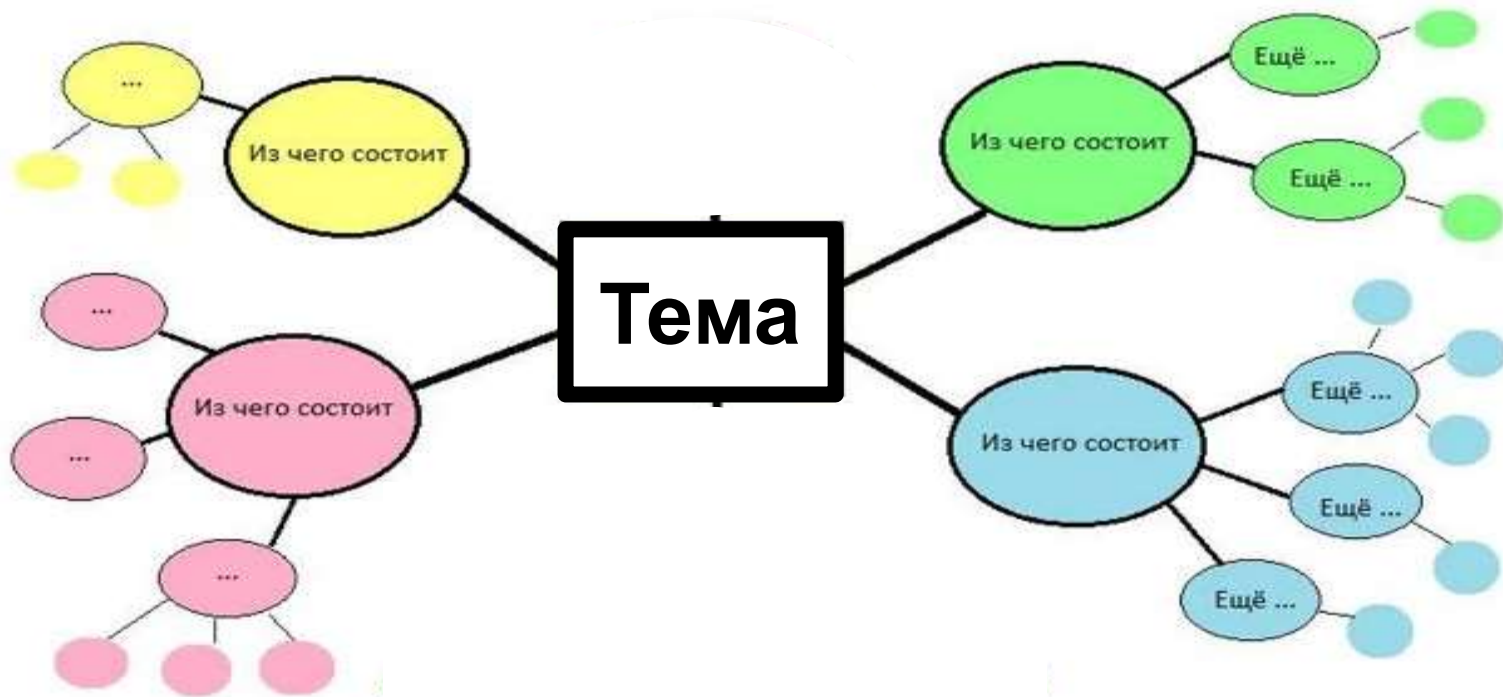 ...
Из чего состоит
Ещё ...
Из чего состоит
Ещё ...
Тема
...
Из чего состоит
...
...
Ещё ...
Из чего состоит
Ещё ...
Ещё ...